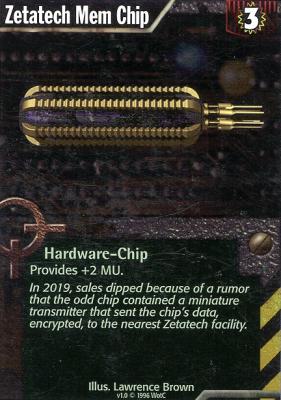 Zetatech Mem Chip
3
Hardware-Chip
Provides +2 MU.
In 2019, sales dipped because of a rumor
that the odd chip contained a miniature
transmitter that sent the chip's data,
encrypted, to the nearest Zetatech facility.
Illus. Lawrence Brown
v1.0 © 1996 WotC